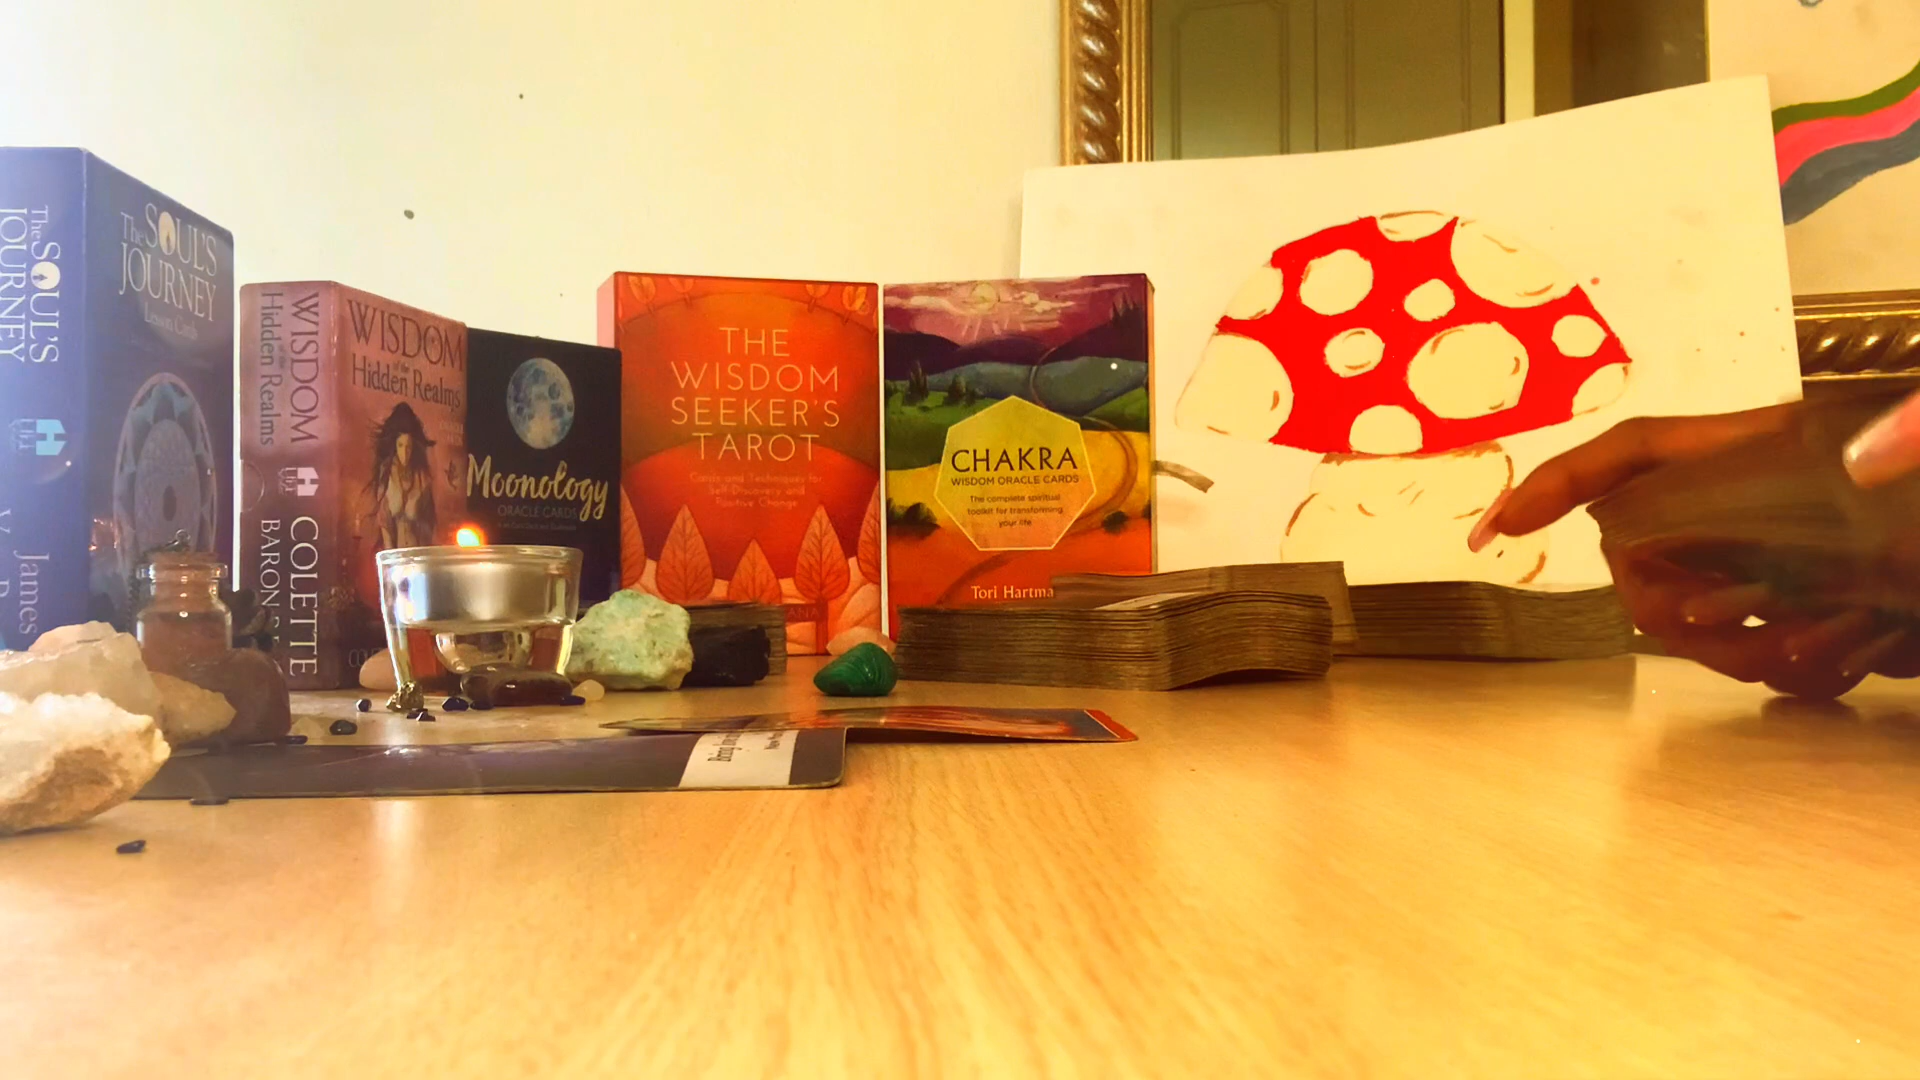 The
SOUL'S
JOURNEY
The
SOUL'S
JOURNEY
Lesson Cards
James
WISDOM
of the
Hidden Realms
COLETTE
BARON
WISDOM
of the
Hidden Realms
Moonology
ORACLE CARDS
THE
WISDOM
SEEKER'S
TAROT
Cards and Techniques for
Self-Discovery and
Positive Change
CHAKRA
WISDOM ORACLE CARDS
The complete spiritual
toolkit for transforming
your life
Tori Hartma